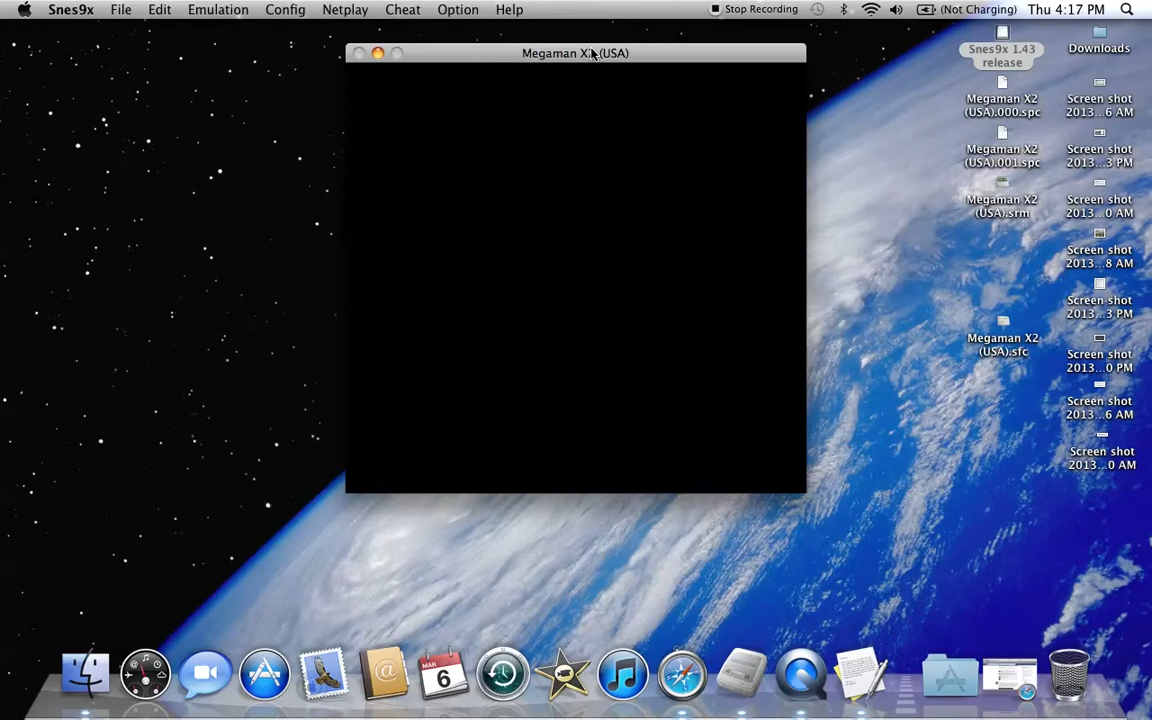 Snes9x File Edit Emulation Config Netplay Cheat Option Help Stop Recording (Not Charging) Thu 4:17 PM
Snes9x 1.43
release
Downloads
Megaman X2
(USA).000.spc
Screen shot
2013...6 AM
Megaman X2
(USA).001.spc
Screen shot
2013...3 PM
Megaman X2
(USA).srm
Screen shot
2013...0 AM
Screen shot
2013...8 AM
Screen shot
2013...3 PM
Megaman X2
(USA).sfc
Screen shot
2013...0 PM
Screen shot
2013...6 AM
Screen shot
2013...0 AM
Megaman (USA)
MAR
6